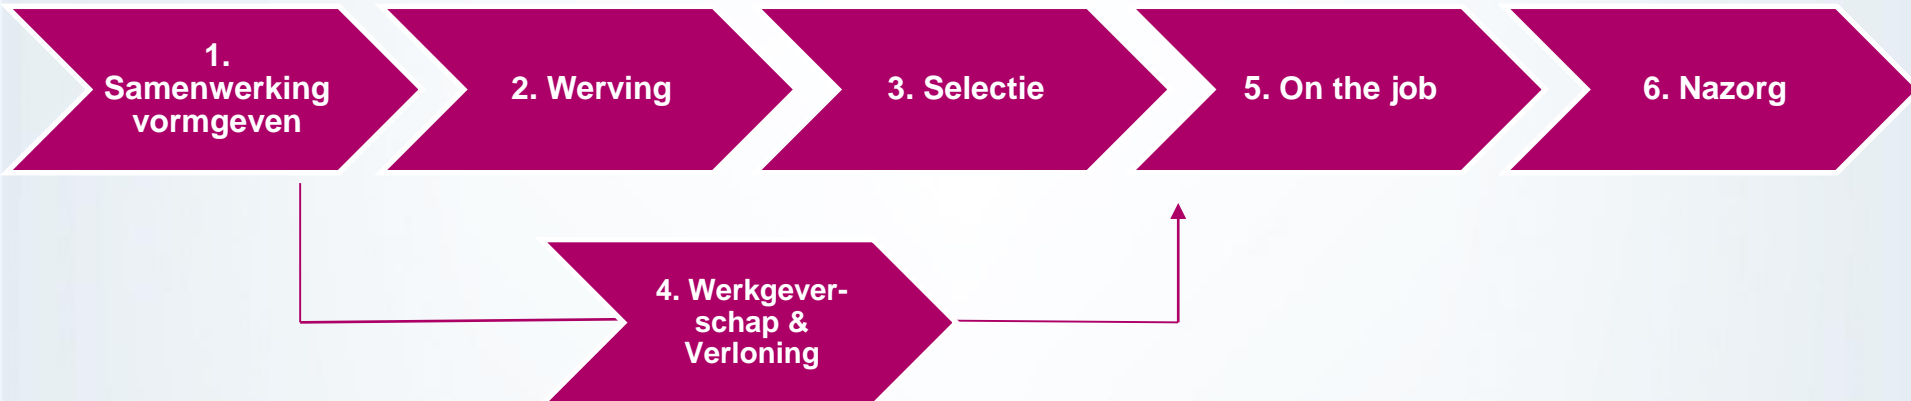 1.
Samenwerking
vormgeven
2. Werving
3. Selectie
5. On the job
6. Nazorg
4. Werkgever-
schap &
Verloning